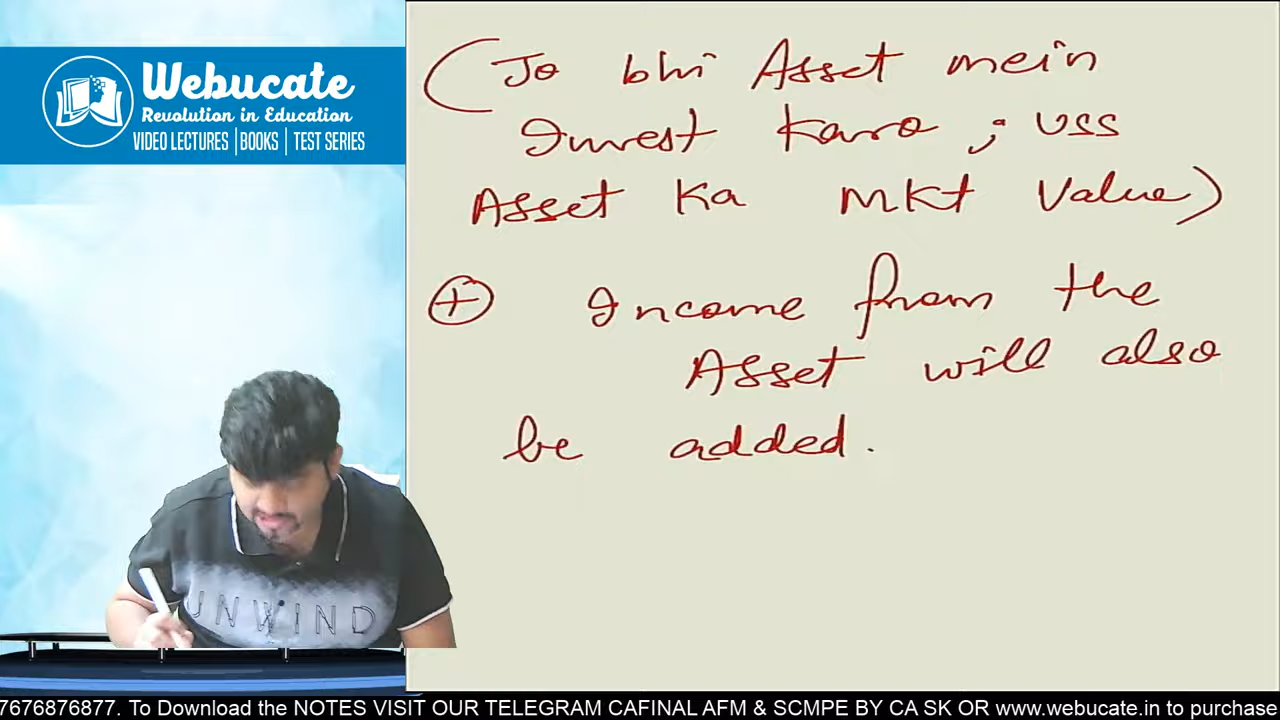 Webucate
Revolution in Education
VIDEO LECTURES | BOOKS | TEST SERIES
(Jo bhi Asset mein
Invest Karo ; uss
Asset Ka Mkt Value)
+ Income from the
Asset will also
be added.
UNWIND
7676876877. To Download the NOTES VISIT OUR TELEGRAM CAFINAL AFM & SCMPE BY CA SK OR www.webucate.in to purchase